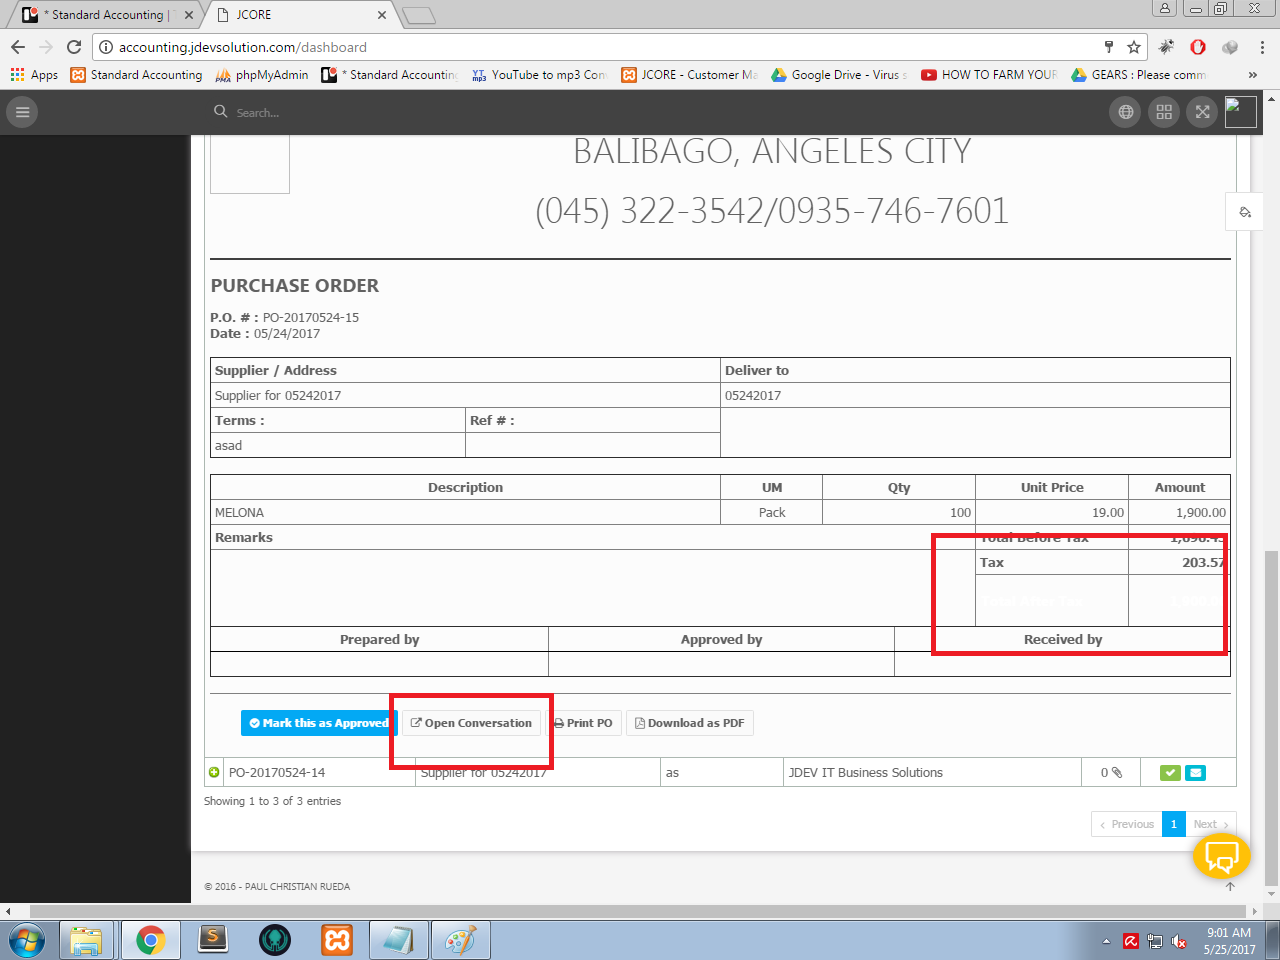 * Standard Accounting |
JCORE
accounting.jdevsolution.com/dashboard
Apps
Standard Accounting
phpMyAdmin
* Standard Accounting
YouTube to mp3 Con
JCORE - Customer Ma
Google Drive - Virus s
HOW TO FARM YOUR
GEARS : Please comm
»
Search...
BALIBAGO, ANGELES CITY
(045) 322-3542/0935-746-7601
PURCHASE ORDER
P.O. # : PO-20170524-15
Date : 05/24/2017
Supplier / Address
Deliver to
Supplier for 05242017
05242017
Terms :
Ref # :
asad
Description
UM
Qty
Unit Price
Amount
MELONA
Pack
100
19.00
1,900.00
Remarks
Total Before Tax
1,696.43
Tax
203.57
Prepared by
Approved by
Received by
Mark this as Approved
Open Conversation
Print PO
Download as PDF
PO-20170524-14
Supplier for 05242017
as
JDEV IT Business Solutions
0
Showing 1 to 3 of 3 entries
‹ Previous
1
Next ›
© 2016 - PAUL CHRISTIAN RUEDA
9:01 AM
5/25/2017